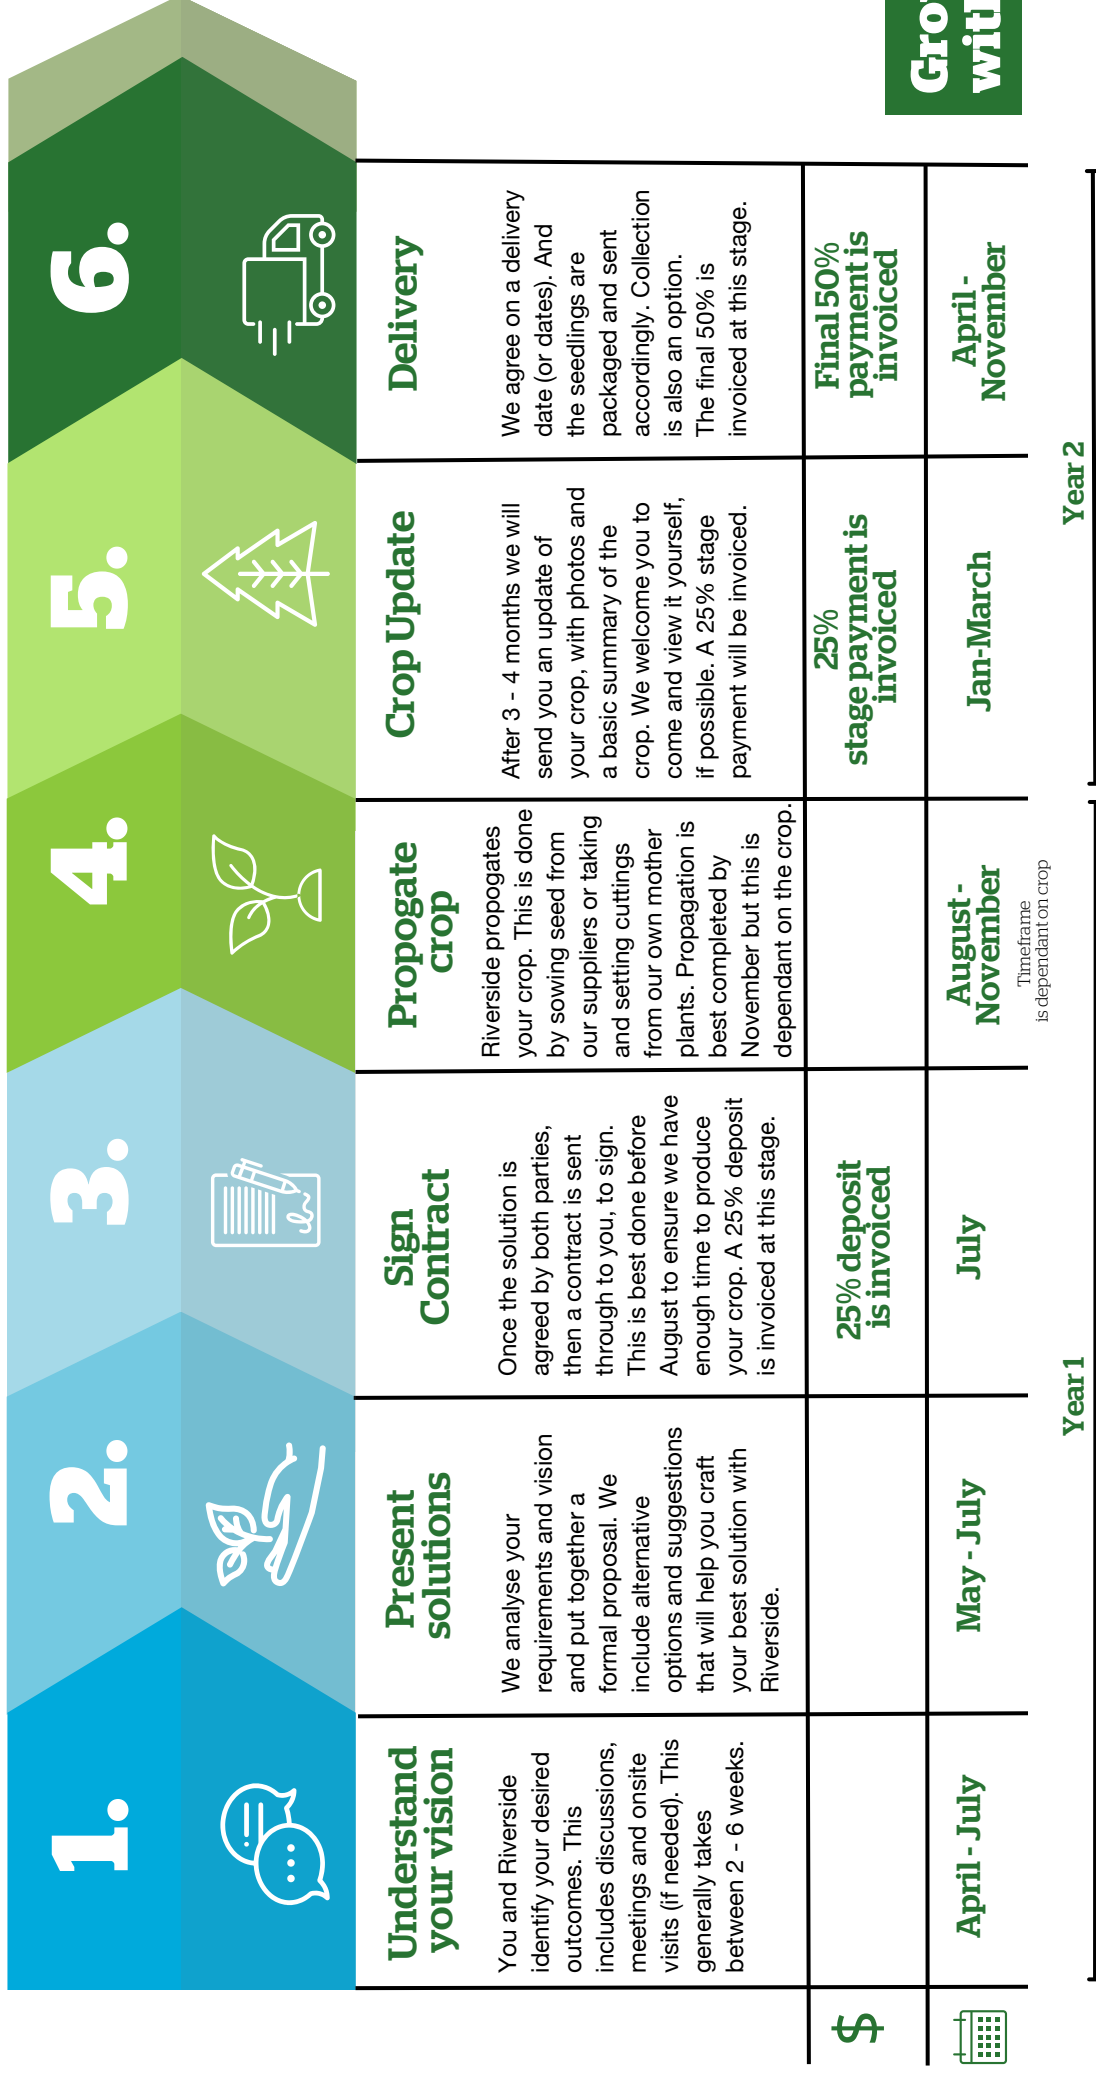 1.
Understand
your vision
You and Riverside
identify your desired
outcomes. This
includes discussions,
meetings and onsite
visits (if needed). This
generally takes
between 2 - 6 weeks.
April - July
2.
Present
solutions
We analyse your
requirements and vision
and put together a
formal proposal. We
include alternative
options and suggestions
that will help you craft
your best solution with
Riverside.
May - July
3.
Sign
Contract
Once the solution is
agreed by both parties,
then a contract is sent
through to you, to sign.
This is best done before
August to ensure we have
enough time to produce
your crop. A 25% deposit
is invoiced at this stage.
25% deposit
is invoiced
July
4.
Propogate
crop
Riverside propogates
your crop. This is done
by sowing seed from
our suppliers or taking
and setting cuttings
from our own mother
plants. Propagation is
best completed by
November but this is
dependant on the crop.
August -
November
Timeframe
is dependant on crop
5.
Crop Update
After 3 - 4 months we will
send you an update of
your crop, with photos and
a basic summary of the
crop. We welcome you to
come and view it yourself,
if possible. A 25% stage
payment will be invoiced.
25%
stage payment is
invoiced
Jan-March
6.
Delivery
We agree on a delivery
date (or dates). And
the seedlings are
packaged and sent
accordingly. Collection
is also an option.
The final 50% is
invoiced at this stage.
Final 50%
payment is
invoiced
April -
November
$
Year 1
Year 2